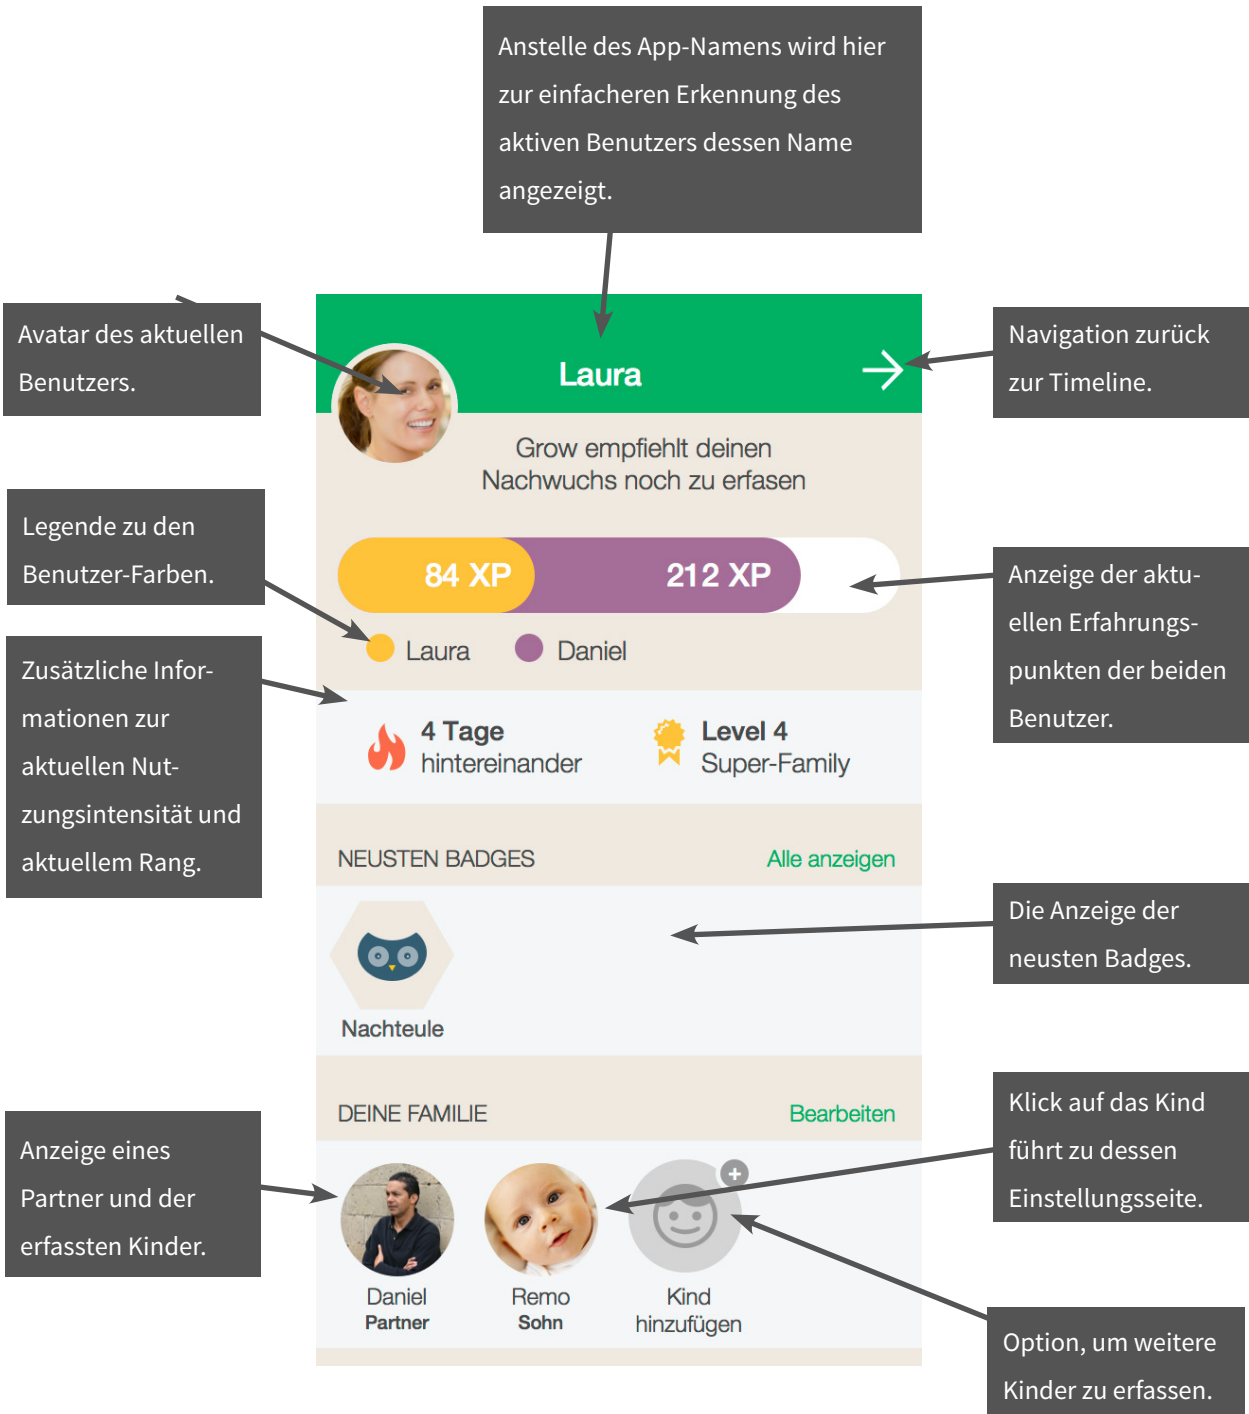 Anstelle des App-Namens wird hier
zur einfacheren Erkennung des
aktiven Benutzers dessen Name
angezeigt.
Avatar des aktuellen
Benutzers.
Laura
Navigation zurück
zur Timeline.
Grow empfiehlt deinen
Nachwuchs noch zu erfasen
Legende zu den
Benutzer-Farben.
84 XP
212 XP
Anzeige der aktu-
ellen Erfahrungs-
punkten der beiden
Benutzer.
Laura
Daniel
Zusätzliche Infor-
mationen zur
aktuellen Nut-
zungsintensität und
aktuellem Rang.
4 Tage
hintereinander
Level 4
Super-Family
NEUSTEN BADGES
Alle anzeigen
Die Anzeige der
neusten Badges.
Nachteule
DEINE FAMILIE
Bearbeiten
Klick auf das Kind
führt zu dessen
Einstellungsseite.
Anzeige eines
Partner und der
erfassten Kinder.
Daniel
Partner
Remo
Sohn
Kind
hinzufügen
Option, um weitere
Kinder zu erfassen.